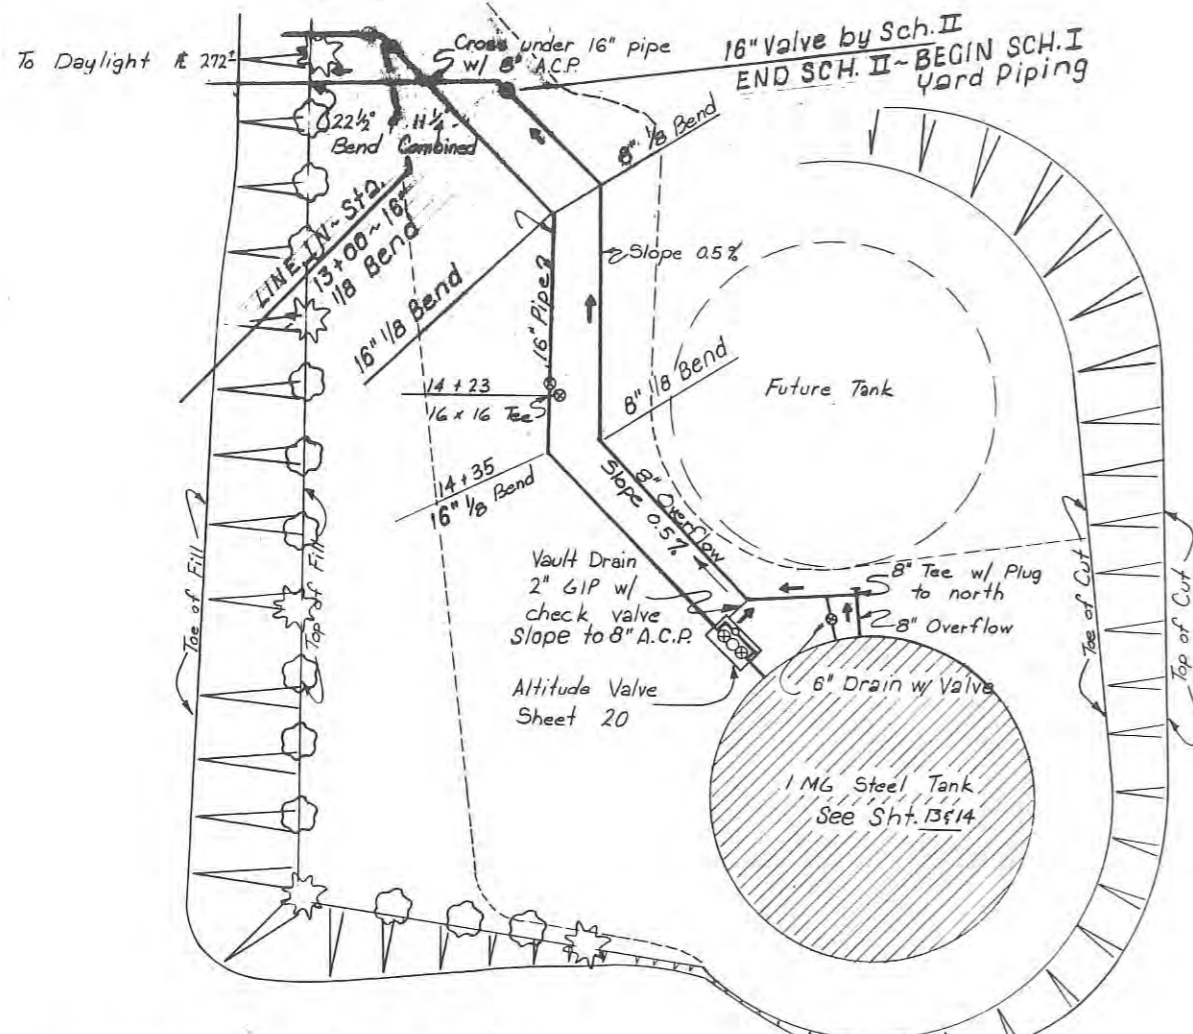 16" Valve by Sch. II
END SCH. II ~ BEGIN SCH. I
Yard Piping
Cross under 16" pipe
w/ 8" A.C.P.
To Daylight ℄ 272±
22½° 11¼°
Bend Combined
8" 1/8 Bend
LINE IN ~ Sta.
13+00 ~ 16"
1/8 Bend
Slope 0.5%
16" 1/8 Bend
16" Pipe
8" 1/8 Bend
14 + 23
16 x 16 Tee
Future Tank
14 + 35
16" 1/8 Bend
8" Overflow
Slope 0.5%
Toe of Fill
Top of Fill
Vault Drain
2" GIP w/
check valve
Slope to 8" A.C.P.
8" Tee w/ Plug
to north
8" Overflow
Toe of Cut
Top of Cut
Altitude Valve
Sheet 20
6" Drain w/ Valve
1 MG Steel Tank
See Sht. 13&14